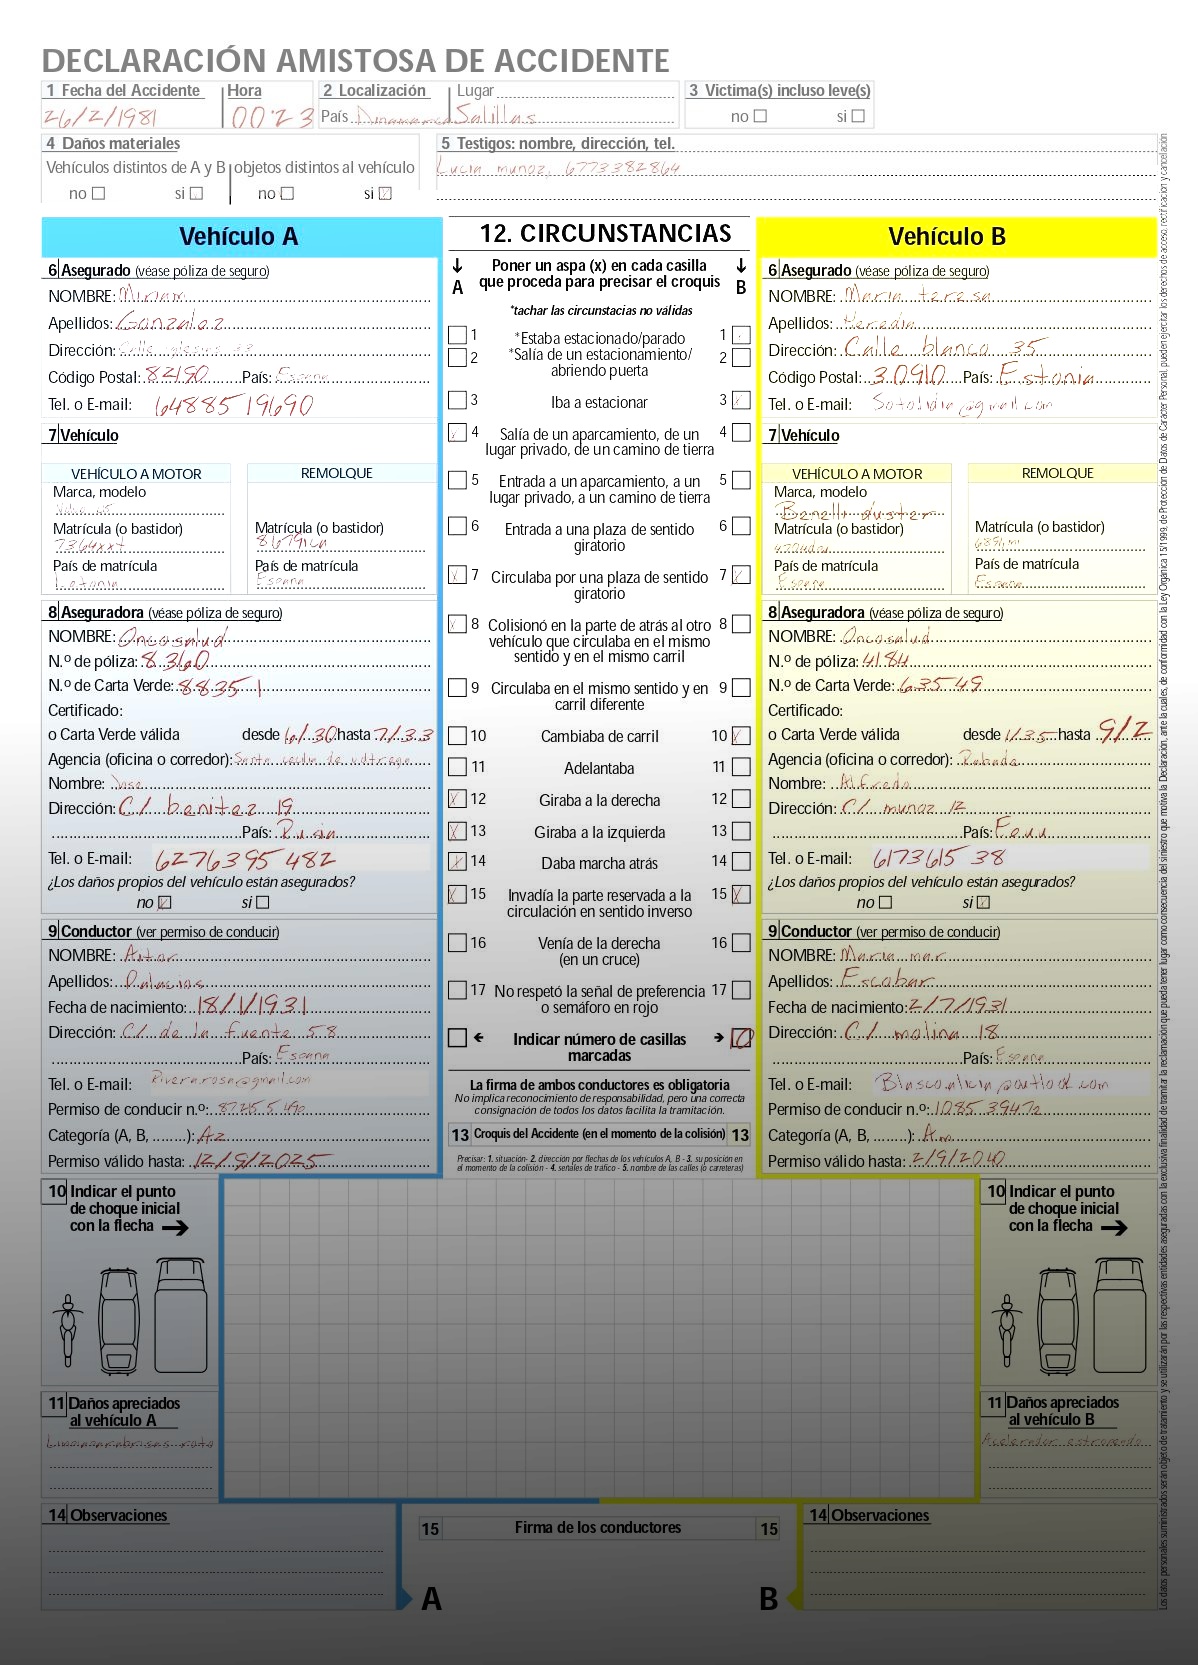 DECLARACIÓN AMISTOSA DE ACCIDENTE
1 Fecha del Accidente Hora 2 Localización Lugar 3 Victima(s) incluso leve(s)
26/2/1981 00:23 País Dinamarca Salillas no si
4 Daños materiales 5 Testigos: nombre, dirección, tel.
Vehículos distintos de A y B objetos distintos al vehículo Lucia munoz, 6773382864
no si no si
Vehículo A
6 Asegurado (véase póliza de seguro)
NOMBRE: Miriam
Apellidos: Gonzalez
Dirección: Calle iglesias 33
Código Postal: 82190 País: Espana
Tel. o E-mail: 6488519690
7 Vehículo
VEHÍCULO A MOTOR REMOLQUE
Marca, modelo
Matrícula (o bastidor) Matrícula (o bastidor)
7364xxt
País de matrícula País de matrícula
Letonia Espana
8 Aseguradora (véase póliza de seguro)
NOMBRE: Oncosalud
N.º de póliza: 8360
N.º de Carta Verde: 88351
Certificado:
o Carta Verde válida desde 6/30 hasta 7/33
Agencia (oficina o corredor): Santa cecilia de
Nombre: Jose
Dirección: C/ benitez 19
País: Rusia
Tel. o E-mail: 6276395482
¿Los daños propios del vehículo están asegurados?
no si
9 Conductor (ver permiso de conducir)
NOMBRE: Aitor
Apellidos: Palacios
Fecha de nacimiento: 18/1/1931
Dirección: C/ de la fuente 58
País: Espana
Tel. o E-mail: Riverarosa@gmail.com
Permiso de conducir n.º:
Categoría (A, B, ........): A2
Permiso válido hasta: 12/9/2025
10 Indicar el punto
de choque inicial
con la flecha
11 Daños apreciados
al vehículo A
Limpiaparabrisas roto
14 Observaciones
12. CIRCUNSTANCIAS
Poner un aspa (x) en cada casilla
A que proceda para precisar el croquis B
*tachar las circunstacias no validas
1 *Estaba estacionado/parado 1
2 *Salía de un estacionamiento/ 2
abriendo puerta
3 Iba a estacionar 3
4 Salía de un aparcamiento, de un 4
lugar privado, de un camino de tierra
5 Entrada a un aparcamiento, a un 5
lugar privado, a un camino de tierra
6 Entrada a una plaza de sentido 6
giratorio
7 Circulaba por una plaza de sentido 7
giratorio
8 Colisionó en la parte de atrás al otro 8
vehículo que circulaba en el mismo
sentido y en el mismo carril
9 Circulaba en el mismo sentido y en 9
carril diferente
10 Cambiaba de carril 10
11 Adelantaba 11
12 Giraba a la derecha 12
13 Giraba a la izquierda 13
14 Daba marcha atrás 14
15 Invadía la parte reservada a la 15
circulación en sentido inverso
16 Venía de la derecha 16
(en un cruce)
17 No respetó la señal de preferencia 17
o semáforo en rojo
Indicar número de casillas 10
marcadas
La firma de ambos conductores es obligatoria
No implica reconocimiento de responsabilidad, pero una correcta
consignación de todos los datos facilita la tramitación.
13 Croquis del Accidente (en el momento de la colisión) 13
Precisar: 1. situación- 2. dirección por flechas de los vehículos A, B - 3. su posición en
el momento de la colisión - 4. señales de tráfico - 5. nombre de las calles (o carreteras)
15 Firma de los conductores 15
A B
Vehículo B
6 Asegurado (véase póliza de seguro)
NOMBRE: Maria teresa
Apellidos: Heredia
Dirección: Calle blanco 35
Código Postal: 30910 País: Estonia
Tel. o E-mail: Sotolidia@gmail.com
7 Vehículo
VEHÍCULO A MOTOR REMOLQUE
Marca, modelo
Benelli duster
Matrícula (o bastidor) Matrícula (o bastidor)
País de matrícula País de matrícula
Espana Espana
8 Aseguradora (véase póliza de seguro)
NOMBRE: Oncosalud
N.º de póliza: 4184
N.º de Carta Verde: 63549
Certificado:
o Carta Verde válida desde 1/35 hasta 9/2
Agencia (oficina o corredor): Rabade
Nombre: Alfredo
Dirección: C/ munoz 12
País:
Tel. o E-mail: 617361538
¿Los daños propios del vehículo están asegurados?
no si
9 Conductor (ver permiso de conducir)
NOMBRE: Maria mar
Apellidos: Escobar
Fecha de nacimiento: 2/7/1931
Dirección: C/ molina 18
País: Espana
Tel. o E-mail: Blascoalicia@outlook.com
Permiso de conducir n.º: 108539472
Categoría (A, B, ........): Am
Permiso válido hasta: 2/9/2040
10 Indicar el punto
de choque inicial
con la flecha
11 Daños apreciados
al vehículo B
Acelerador estropeado
14 Observaciones
Los datos personales suministrados serán objeto de tratamiento y se utilizarán por las respectivas entidades aseguradas con la exclusiva finalidad de tramitar la reclamación que pueda tener lugar como consecuencia del siniestro que motiva la Declaración, ante la cuales, de conformidad con la Ley Orgánica 15/1999, de Protección de Datos de Carácter Personal, pueden ejercitar los derechos de acceso, rectificación y cancelación